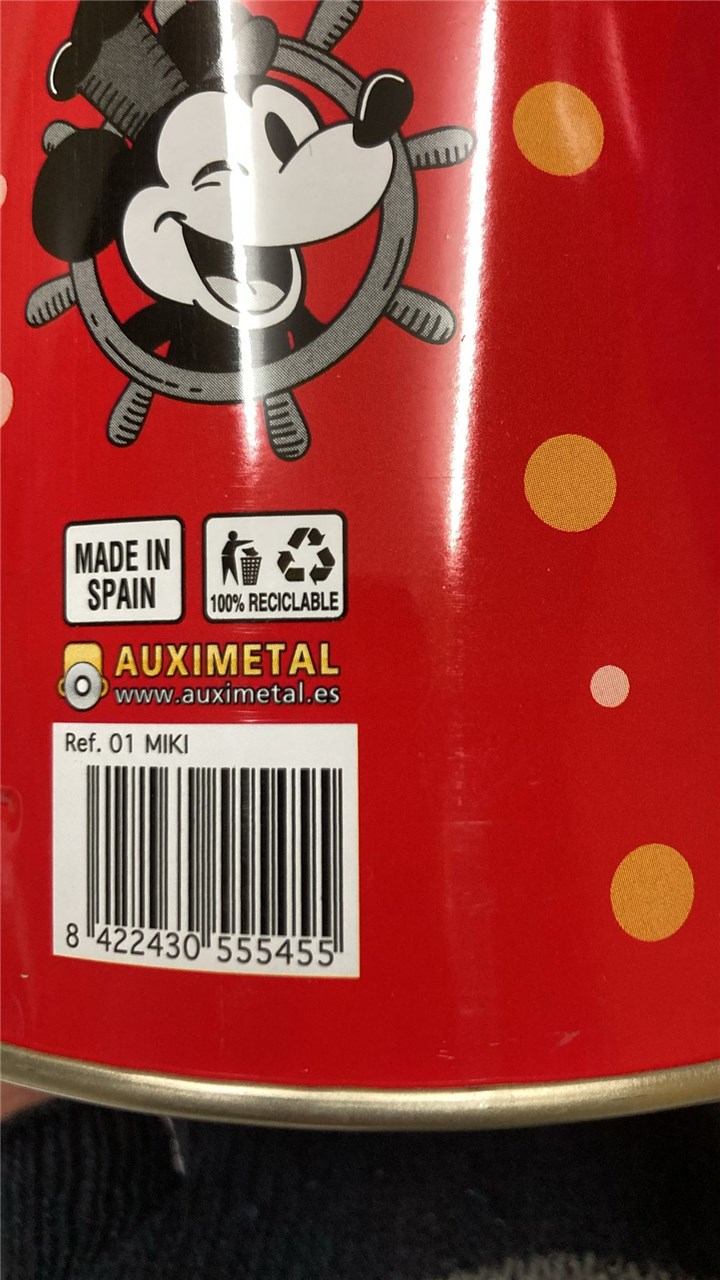 MADE IN
SPAIN
100% RECICLABLE
AUXIMETAL
www.auximetal.es
Ref. 01 MIKI
8 422430 555455